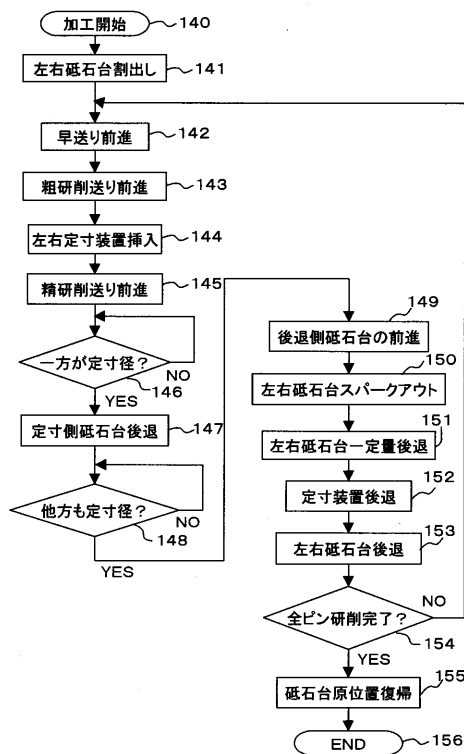 加工開始 140
左右砥石台割出し 141
早送り前進 142
粗研削送り前進 143
左右定寸装置挿入 144
精研削送り前進 145
一方が定寸径？ 146
NO
YES
定寸側砥石台後退 147
他方も定寸径？ 148
NO
YES
後退側砥石台の前進 149
左右砥石台スパークアウト 150
左右砥石台一定量後退 151
定寸装置後退 152
左右砥石台後退 153
全ピン研削完了？ 154
NO
YES
砥石台原位置復帰 155
END 156